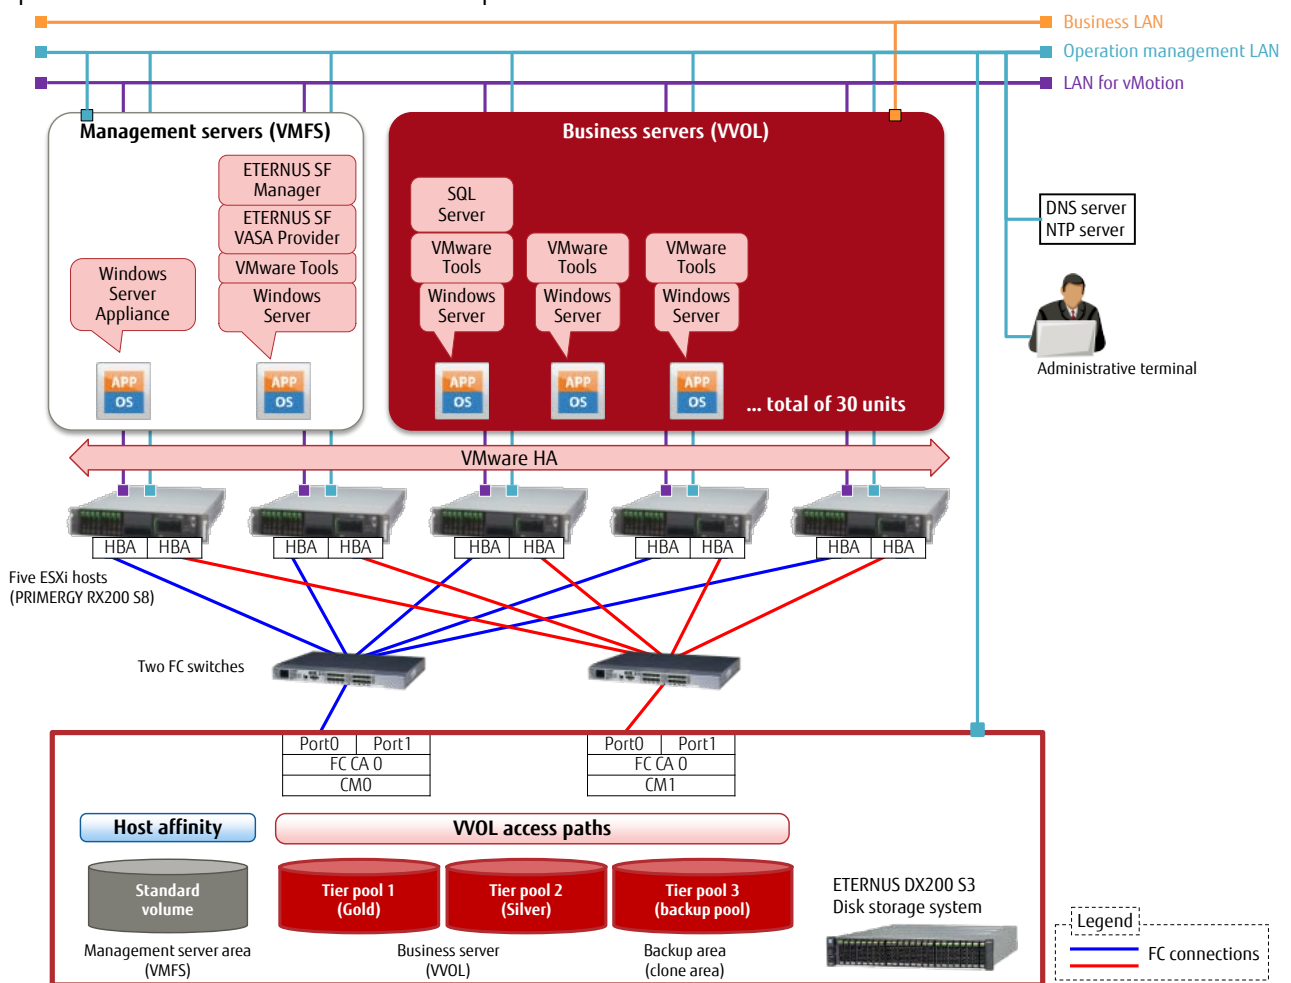 Business LAN
Operation management LAN
LAN for vMotion
Management servers (VMFS)
Business servers (VVOL)
ETERNUS SF
Manager
ETERNUS SF
VASA Provider
VMware Tools
Windows
Server
Windows
Server
Appliance
SQL
Server
VMware
Tools
Windows
Server
VMware
Tools
Windows
Server
VMware
Tools
Windows
Server
APP
OS
APP
OS
APP
OS
APP
OS
APP
OS
... total of 30 units
DNS server
NTP server
Administrative terminal
VMware HA
HBA HBA
HBA HBA
HBA HBA
HBA HBA
HBA HBA
Five ESXi hosts
(PRIMERGY RX200 S8)
Two FC switches
Port0 Port1
FC CA 0
CM0
Port0 Port1
FC CA 0
CM1
Host affinity
VVOL access paths
Standard
volume
Tier pool 1
(Gold)
Tier pool 2
(Silver)
Tier pool 3
(backup pool)
Management server area
(VMFS)
Business server
(VVOL)
Backup area
(clone area)
ETERNUS DX200 S3
Disk storage system
Legend
FC connections